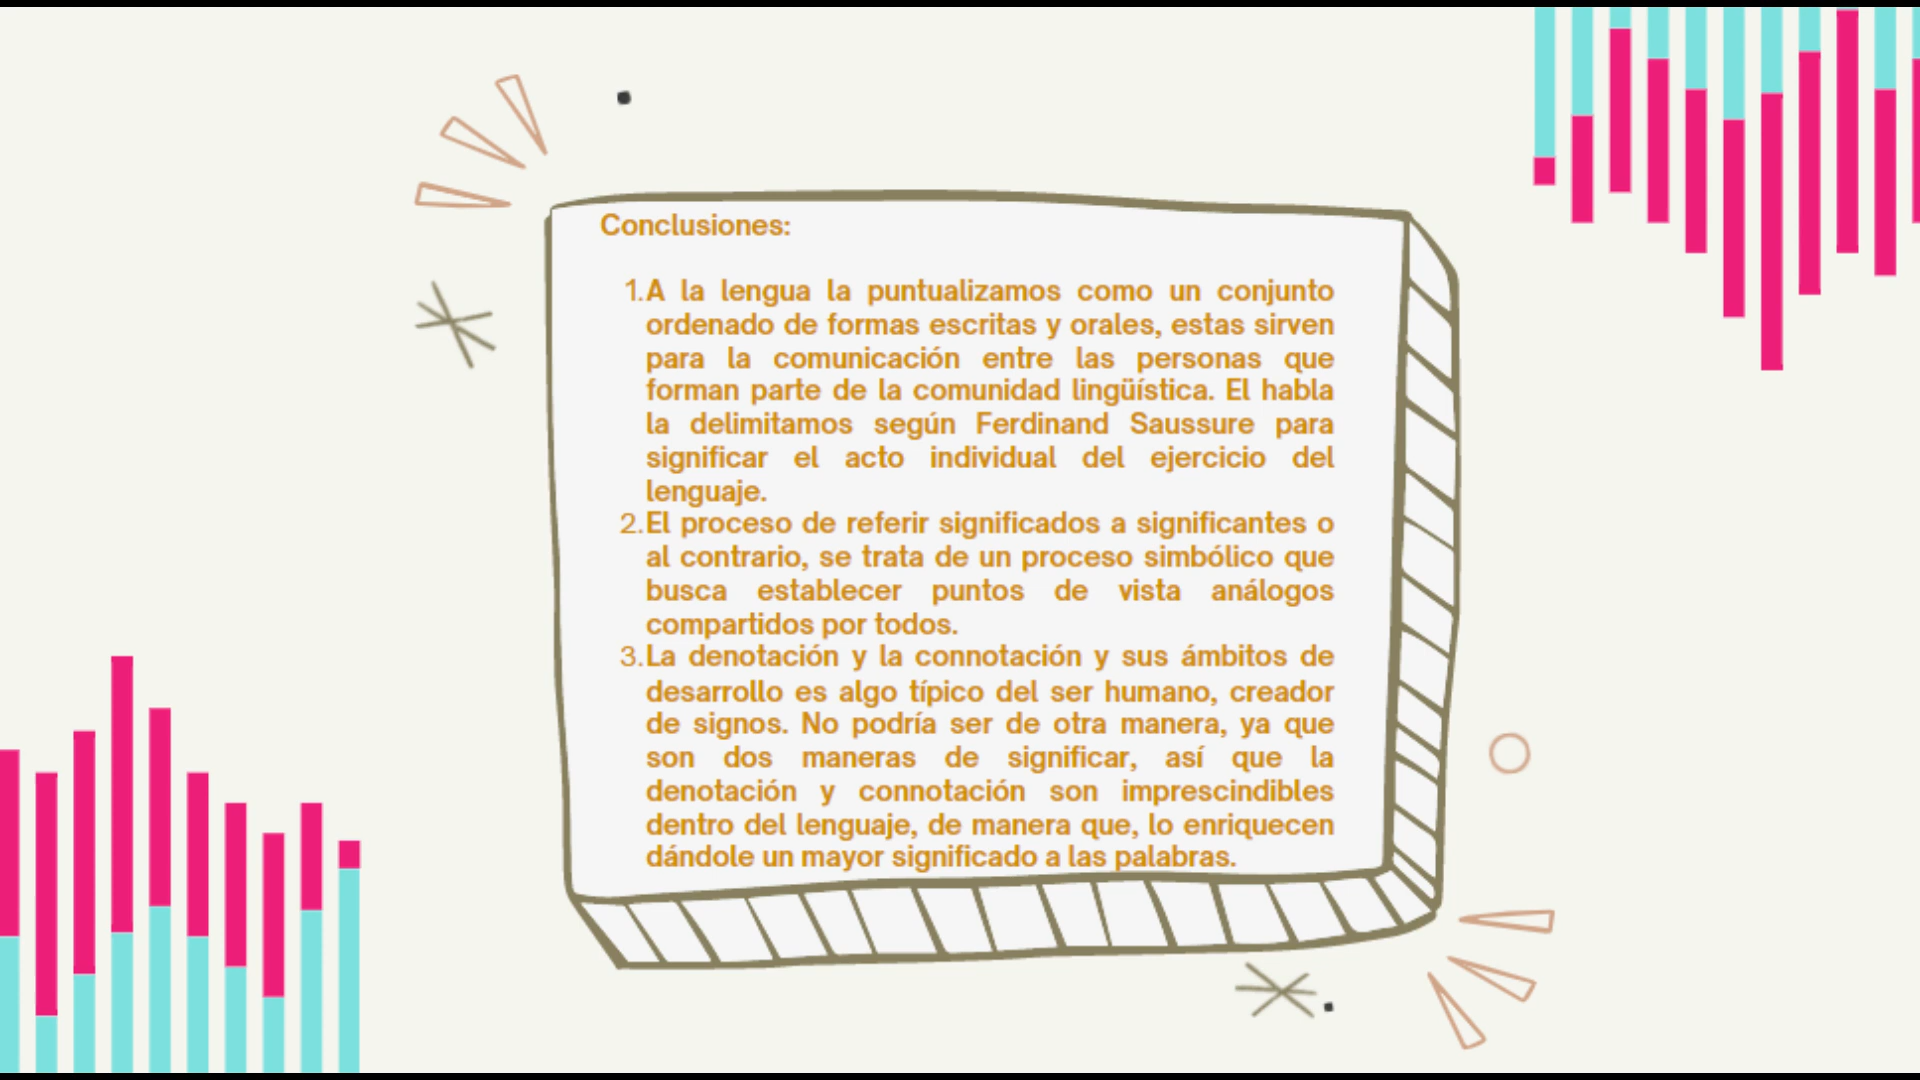 Conclusiones:
1.A la lengua la puntualizamos como un conjunto
ordenado de formas escritas y orales, estas sirven
para la comunicación entre las personas que
forman parte de la comunidad lingüística. El habla
la delimitamos según Ferdinand Saussure para
significar el acto individual del ejercicio del
lenguaje.
2.El proceso de referir significados a significantes o
al contrario, se trata de un proceso simbólico que
busca establecer puntos de vista análogos
compartidos por todos.
3.La denotación y la connotación y sus ámbitos de
desarrollo es algo típico del ser humano, creador
de signos. No podría ser de otra manera, ya que
son dos maneras de significar, así que la
denotación y connotación son imprescindibles
dentro del lenguaje, de manera que, lo enriquecen
dándole un mayor significado a las palabras.